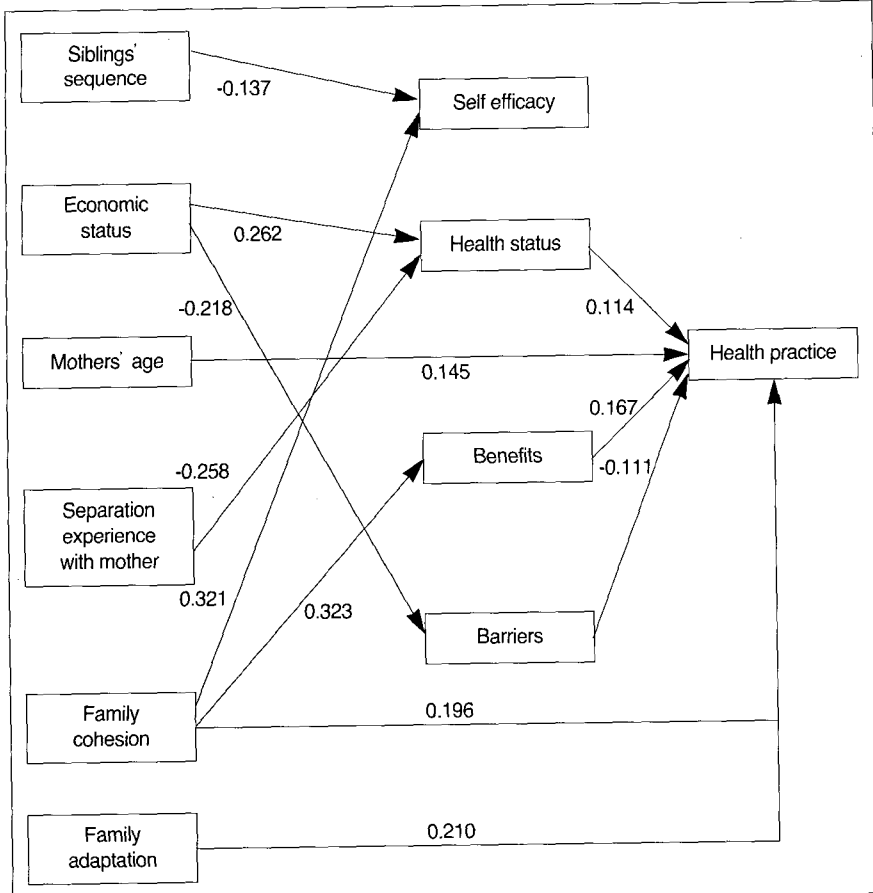 Siblings'
sequence
-0.137
Self efficacy
Economic
status
0.262
Health status
-0.218
0.114
Mothers' age
0.145
Health practice
0.167
Benefits
-0.111
-0.258
Separation
experience
with mother
0.321
0.323
Barriers
Family
cohesion
0.196
Family
adaptation
0.210